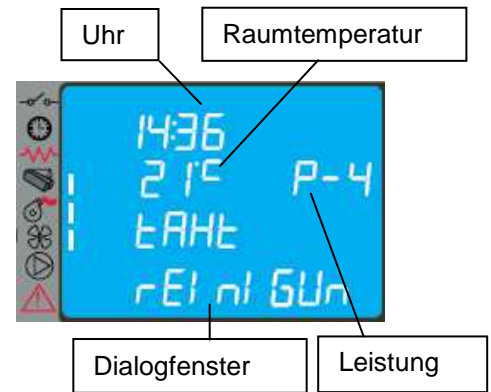 Uhr
Raumtemperatur
14:36
21°C P-4
tAHt
rEInIGUn
Dialogfenster
Leistung